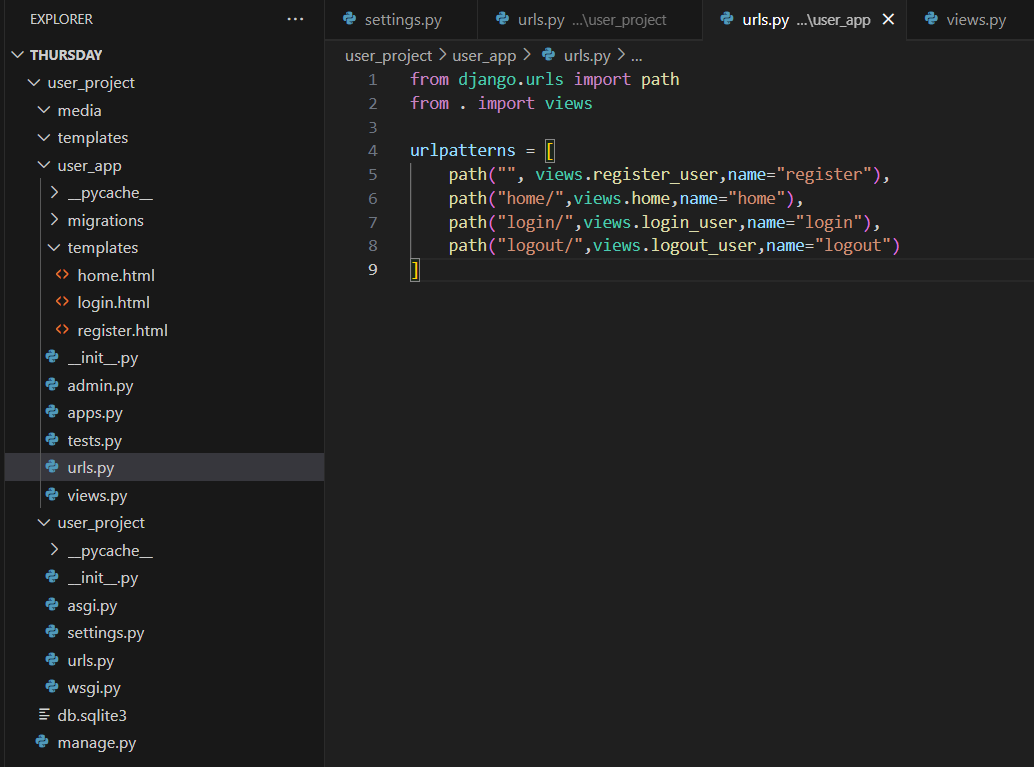 EXPLORER
...
THURSDAY
user_project
media
templates
user_app
__pycache__
migrations
templates
home.html
login.html
register.html
__init__.py
admin.py
apps.py
tests.py
urls.py
views.py
user_project
__pycache__
__init__.py
asgi.py
settings.py
urls.py
wsgi.py
db.sqlite3
manage.py
settings.py
urls.py ...\user_project
urls.py ...\user_app
views.py
user_project > user_app > urls.py > ...
1 from django.urls import path
2 from . import views
3
4 urlpatterns = [
5     path("", views.register_user,name="register"),
6     path("home/",views.home,name="home"),
7     path("login/",views.login_user,name="login"),
8     path("logout/",views.logout_user,name="logout")
9 ]